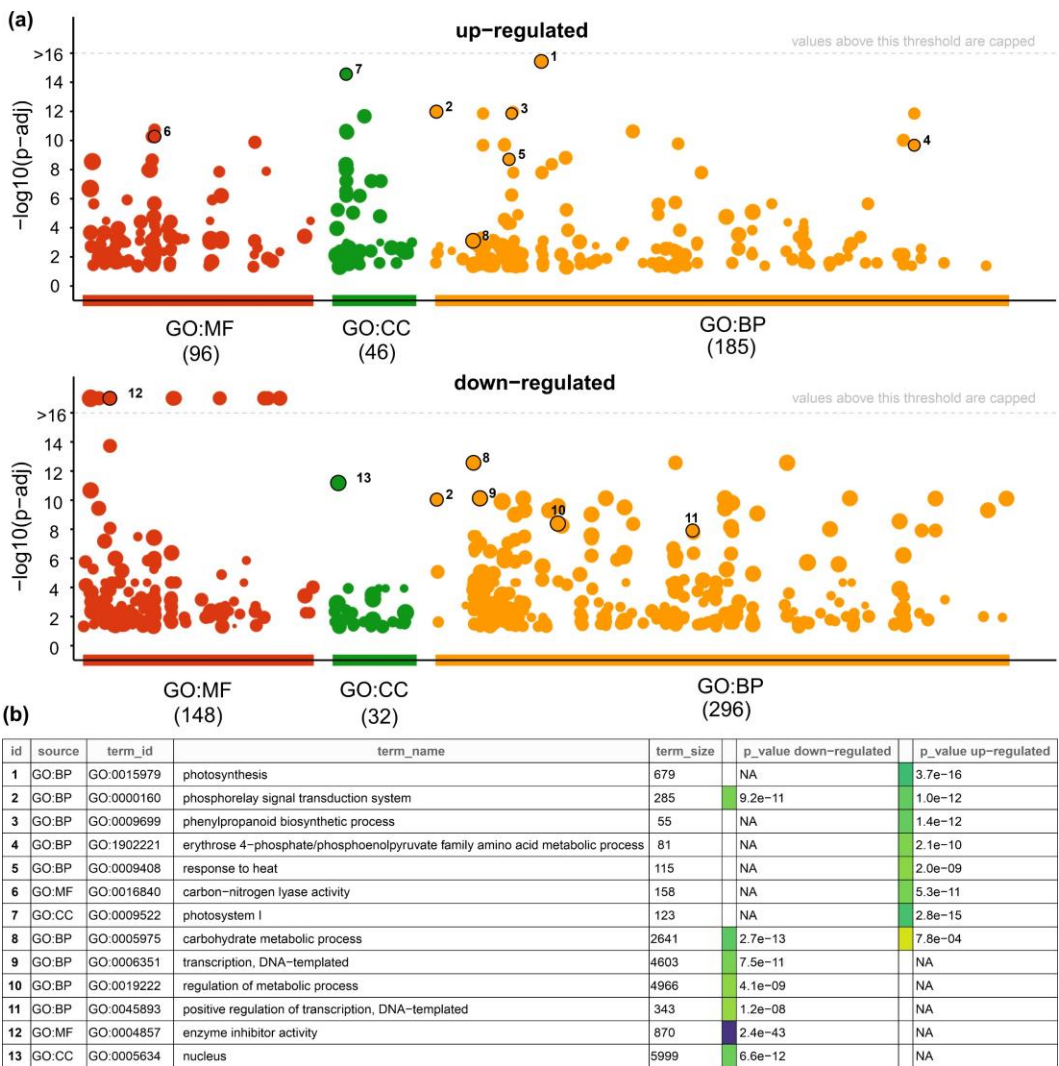 (a)
up−regulated
values above this threshold are capped
>16
14
12
10
8
6
4
2
0
−log10(p−adj)
1
2
3
4
5
6
7
8
GO:MF
(96)
GO:CC
(46)
GO:BP
(185)
down−regulated
values above this threshold are capped
>16
14
12
10
8
6
4
2
0
−log10(p−adj)
12
13
8
2
9
10
11
GO:MF
(148)
GO:CC
(32)
GO:BP
(296)
(b)
id source term_id term_name term_size p_value down−regulated p_value up−regulated
1 GO:BP GO:0015979 photosynthesis 679 NA 3.7e−16
2 GO:BP GO:0000160 phosphorelay signal transduction system 285 9.2e−11 1.0e−12
3 GO:BP GO:0009699 phenylpropanoid biosynthetic process 55 NA 1.4e−12
4 GO:BP GO:1902221 erythrose 4−phosphate/phosphoenolpyruvate family amino acid metabolic process 81 NA 2.1e−10
5 GO:BP GO:0009408 response to heat 115 NA 2.0e−09
6 GO:MF GO:0016840 carbon−nitrogen lyase activity 158 NA 5.3e−11
7 GO:CC GO:0009522 photosystem I 123 NA 2.8e−15
8 GO:BP GO:0005975 carbohydrate metabolic process 2641 2.7e−13 7.8e−04
9 GO:BP GO:0006351 transcription, DNA−templated 4603 7.5e−11 NA
10 GO:BP GO:0019222 regulation of metabolic process 4966 4.1e−09 NA
11 GO:BP GO:0045893 positive regulation of transcription, DNA−templated 343 1.2e−08 NA
12 GO:MF GO:0004857 enzyme inhibitor activity 870 2.4e−43 NA
13 GO:CC GO:0005634 nucleus 5999 6.6e−12 NA